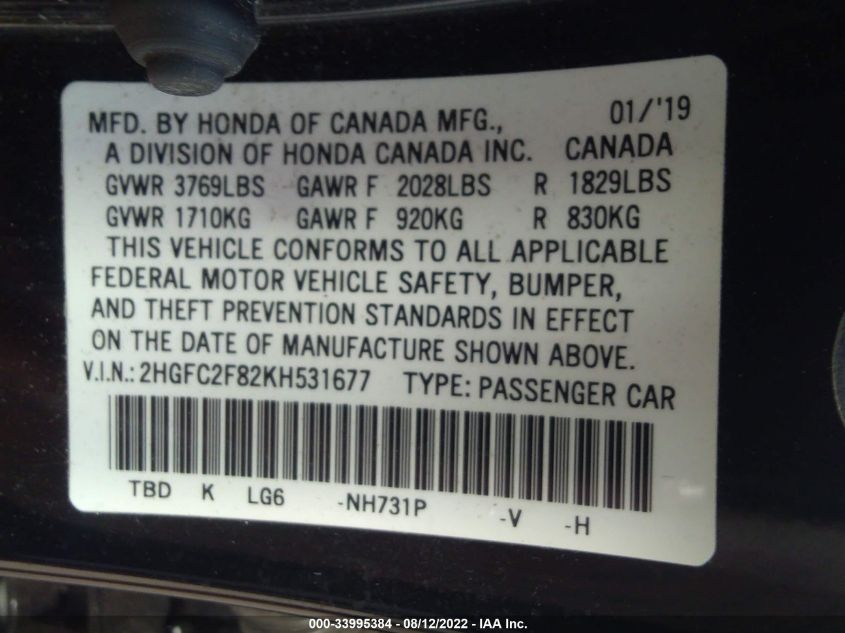 MFD. BY HONDA OF CANADA MFG., 01/'19
A DIVISION OF HONDA CANADA INC. CANADA
GVWR 3769LBS GAWR F 2028LBS R 1829LBS
GVWR 1710KG GAWR F 920KG R 830KG
THIS VEHICLE CONFORMS TO ALL APPLICABLE
FEDERAL MOTOR VEHICLE SAFETY, BUMPER,
AND THEFT PREVENTION STANDARDS IN EFFECT
ON THE DATE OF MANUFACTURE SHOWN ABOVE.
V.I.N.: 2HGFC2F82KH531677 TYPE: PASSENGER CAR
TBD K LG6 -NH731P -V -H
000-33995384 - 08/12/2022 - IAA Inc.